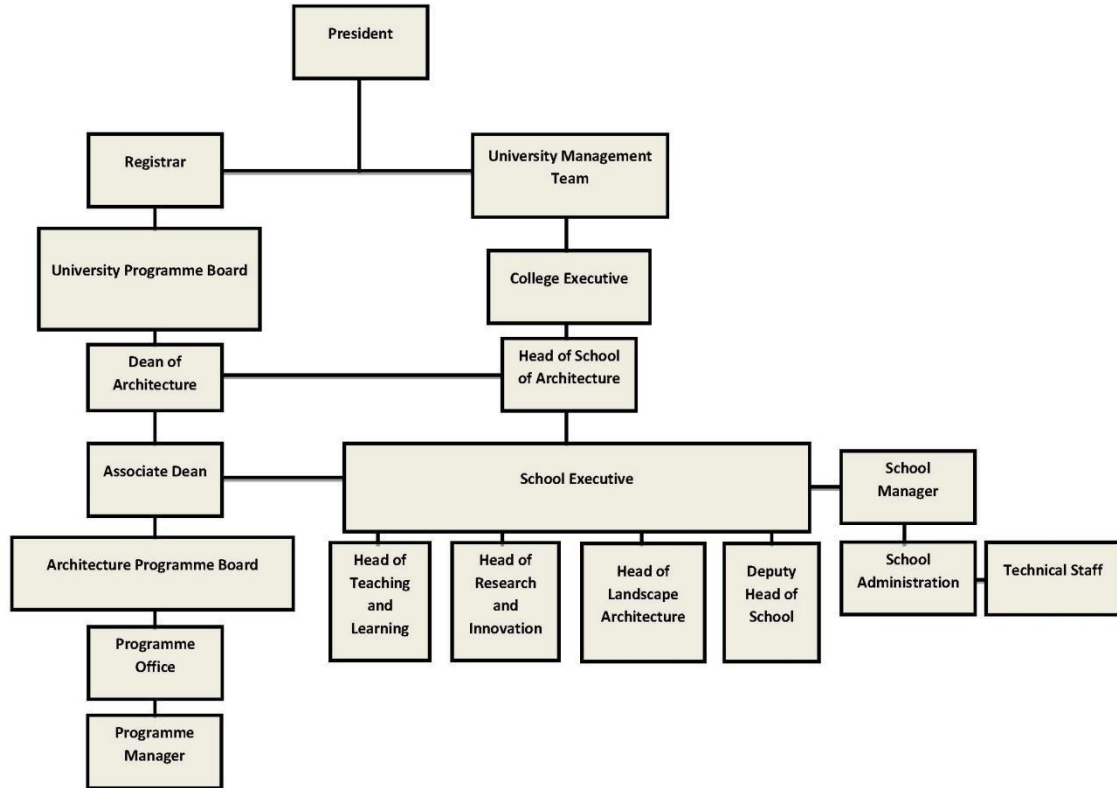 President
Registrar
University Management
Team
University Programme Board
College Executive
Dean of
Architecture
Head of School
of Architecture
Associate Dean
School Executive
School
Manager
Architecture Programme Board
Head of
Teaching
and
Learning
Head of
Research
and
Innovation
Head of
Landscape
Architecture
Deputy
Head of
School
School
Administration
Technical Staff
Programme
Office
Programme
Manager